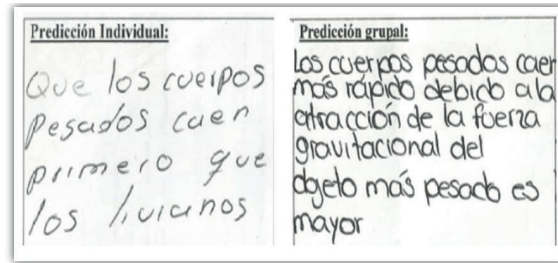 Predicción Individual:
Que los cuerpos
Pesados caen
primero que
los livianos
Predicción grupal:
Los cuerpos pesados caen
más rápido debido a la
atracción de la fuerza
gravitacional del
objeto más pesado es
mayor